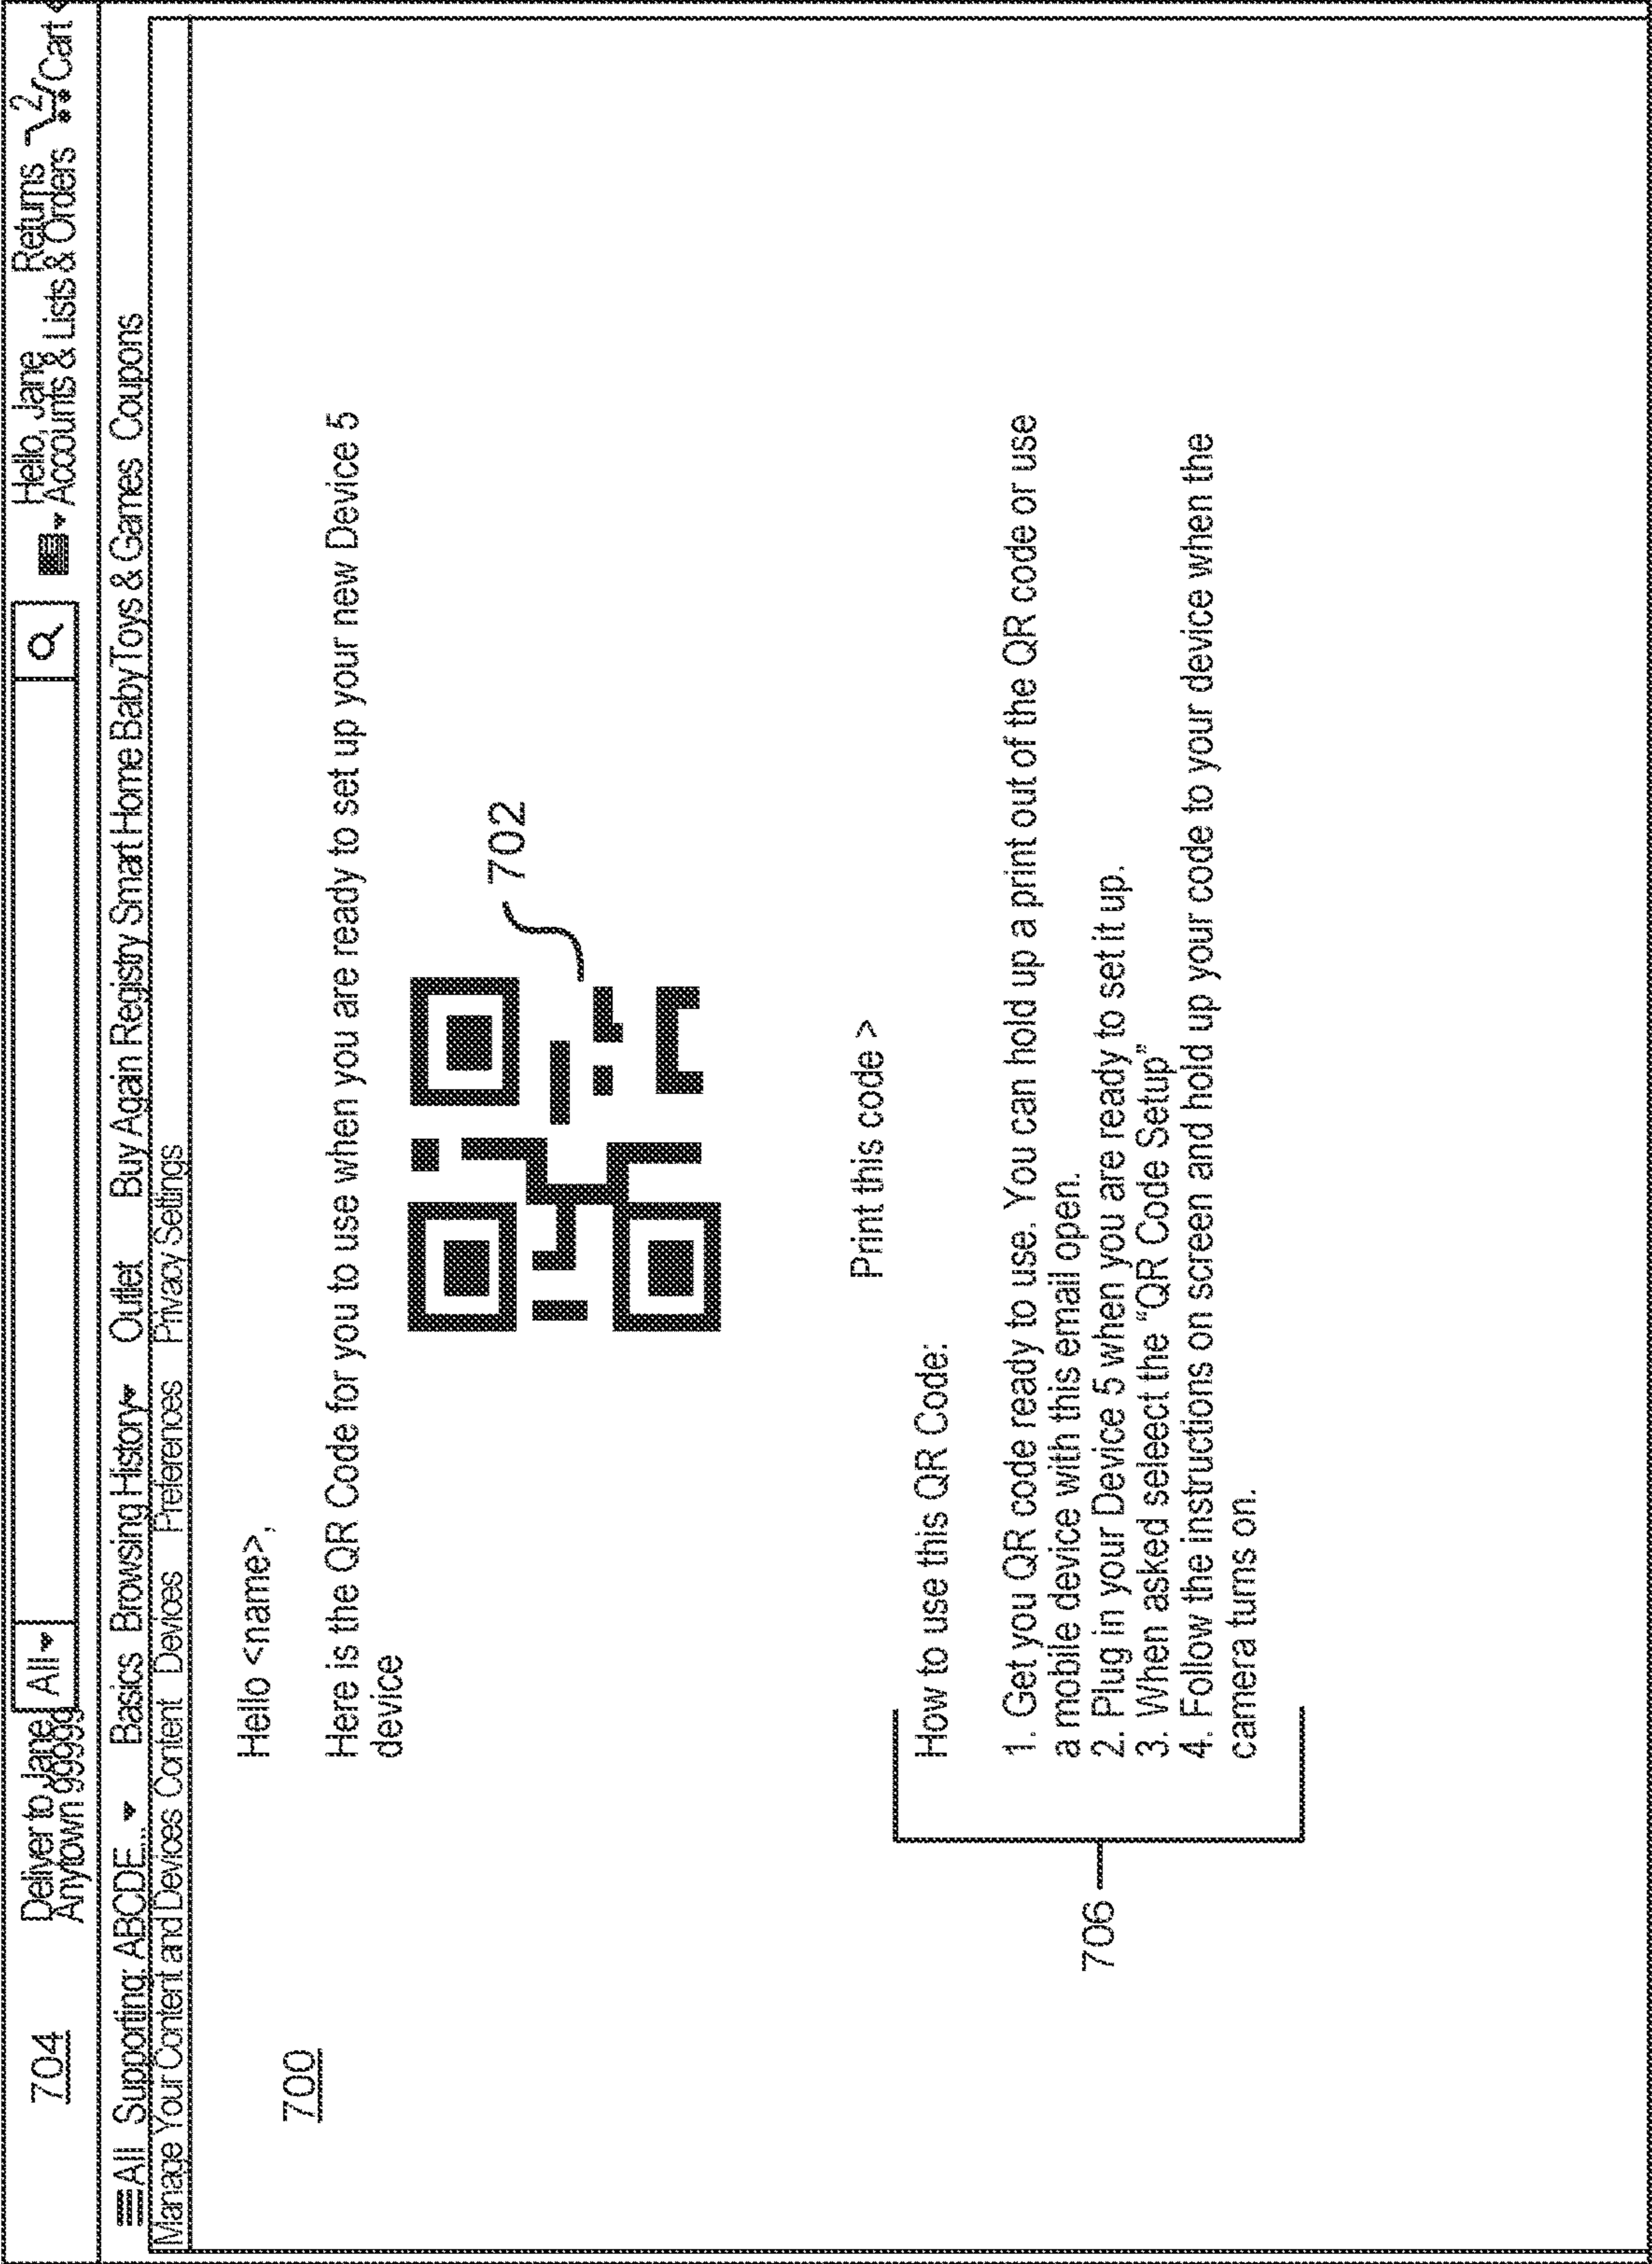 704
Deliver to Jane
Anytown 99999
All
Hello, Jane
Accounts & Lists
Returns
& Orders
2
Cart
All Supporting: ABCDE... Basics Browsing History Outlet Buy Again Registry Smart Home Baby Toys & Games Coupons
Manage Your Content and Devices Content Devices Preferences Privacy Settings
700
Hello <name>,
Here is the QR Code for you to use when you are ready to set up your new Device 5
device
702
Print this code >
706
How to use this QR Code:
1. Get you QR code ready to use. You can hold up a print out of the QR code or use
a mobile device with this email open.
2. Plug in your Device 5 when you are ready to set it up.
3. When asked seleect the “QR Code Setup”
4. Follow the instructions on screen and hold up your code to your device when the
camera turns on.